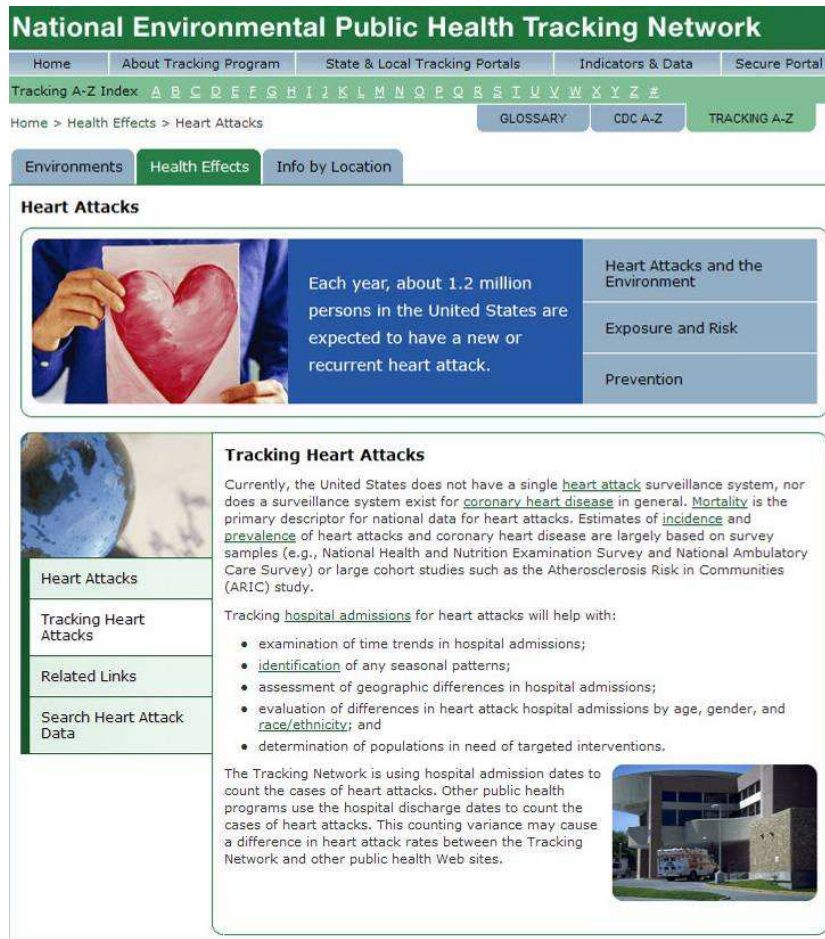 National Environmental Public Health Tracking Network
Home About Tracking Program State & Local Tracking Portals Indicators & Data Secure Portal
Tracking A-Z Index A B C D E F G H I J K L M N O P Q R S T U V W X Y Z #
Home > Health Effects > Heart Attacks
GLOSSARY CDC A-Z TRACKING A-Z
Environments Health Effects Info by Location
Heart Attacks
Each year, about 1.2 million
persons in the United States are
expected to have a new or
recurrent heart attack.
Heart Attacks and the
Environment
Exposure and Risk
Prevention
Heart Attacks
Tracking Heart
Attacks
Related Links
Search Heart Attack
Data
Tracking Heart Attacks
Currently, the United States does not have a single heart attack surveillance system, nor
does a surveillance system exist for coronary heart disease in general. Mortality is the
primary descriptor for national data for heart attacks. Estimates of incidence and
prevalence of heart attacks and coronary heart disease are largely based on survey
samples (e.g., National Health and Nutrition Examination Survey and National Ambulatory
Care Survey) or large cohort studies such as the Atherosclerosis Risk in Communities
(ARIC) study.
Tracking hospital admissions for heart attacks will help with:
• examination of time trends in hospital admissions;
• identification of any seasonal patterns;
• assessment of geographic differences in hospital admissions;
• evaluation of differences in heart attack hospital admissions by age, gender, and
race/ethnicity; and
• determination of populations in need of targeted interventions.
The Tracking Network is using hospital admission dates to
count the cases of heart attacks. Other public health
programs use the hospital discharge dates to count the
cases of heart attacks. This counting variance may cause
a difference in heart attack rates between the Tracking
Network and other public health Web sites.